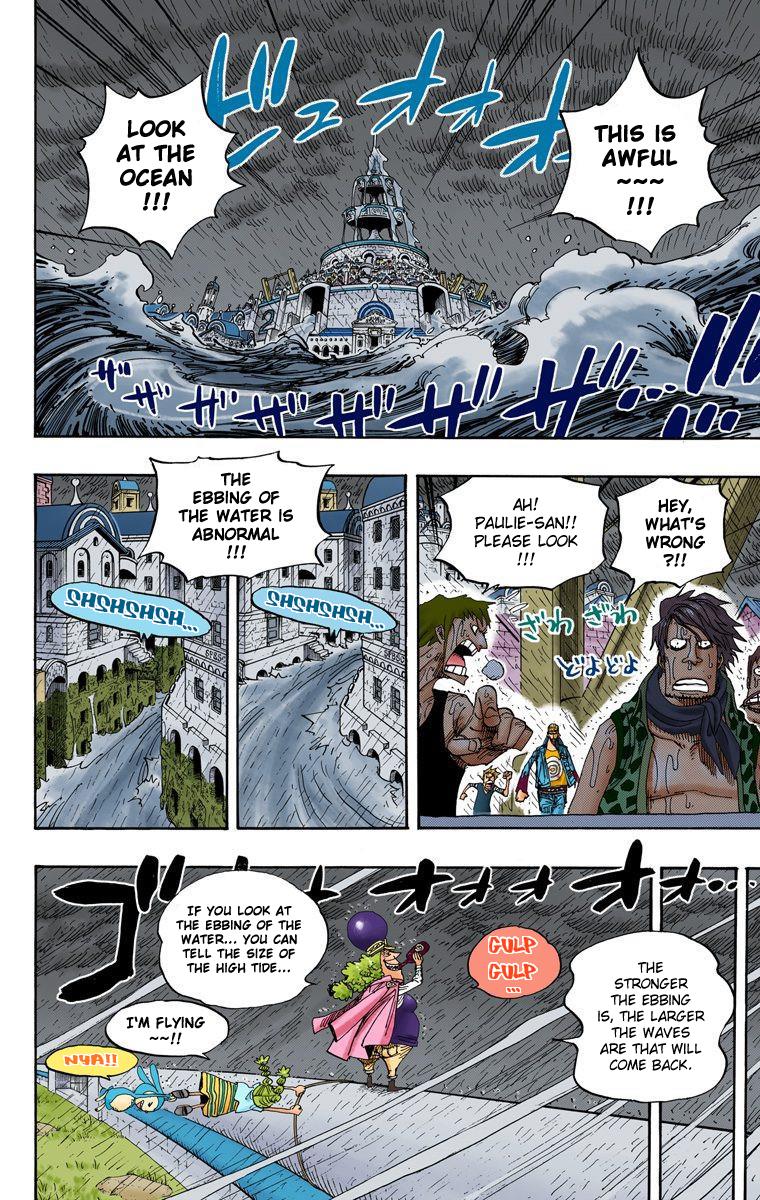 THIS IS
AWFUL
~~~
!!!
LOOK
AT THE
OCEAN
!!!
ビュオオオ
ザザザザザザザザ…!!!
HEY,
WHAT'S
WRONG
?!!
AH!
PAULIE-SAN!!
PLEASE LOOK
!!!
ざわ ざわ
どよどよ
THE
EBBING OF
THE WATER IS
ABNORMAL
!!!
SHSHSHSH...
SHSHSHSH...
ゴオオオオオオ…
THE
STRONGER
THE EBBING
IS, THE LARGER
THE WAVES
ARE THAT WILL
COME BACK.
GULP
GULP
...
IF YOU LOOK AT
THE EBBING OF THE
WATER... YOU CAN
TELL THE SIZE OF
THE HIGH TIDE...
I'M FLYING
~~!!
NYA!!